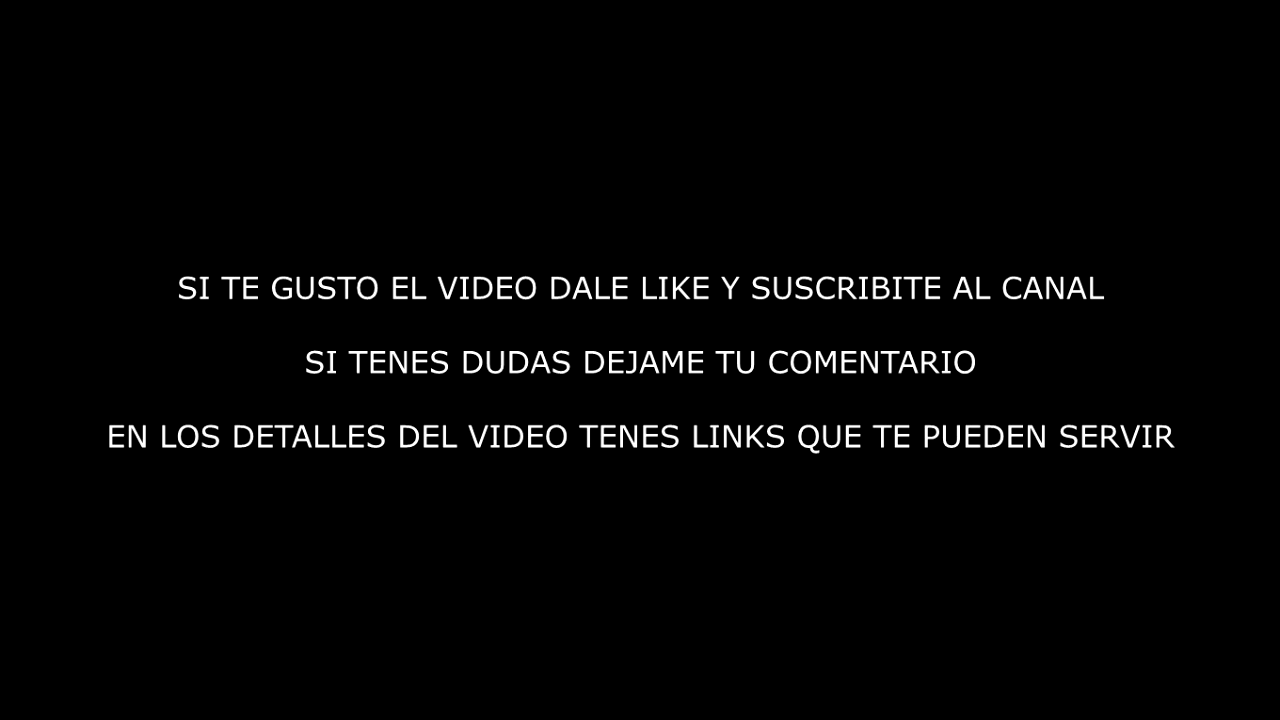 SI TE GUSTO EL VIDEO DALE LIKE Y SUSCRIBITE AL CANAL
SI TENES DUDAS DEJAME TU COMENTARIO
EN LOS DETALLES DEL VIDEO TENES LINKS QUE TE PUEDEN SERVIR